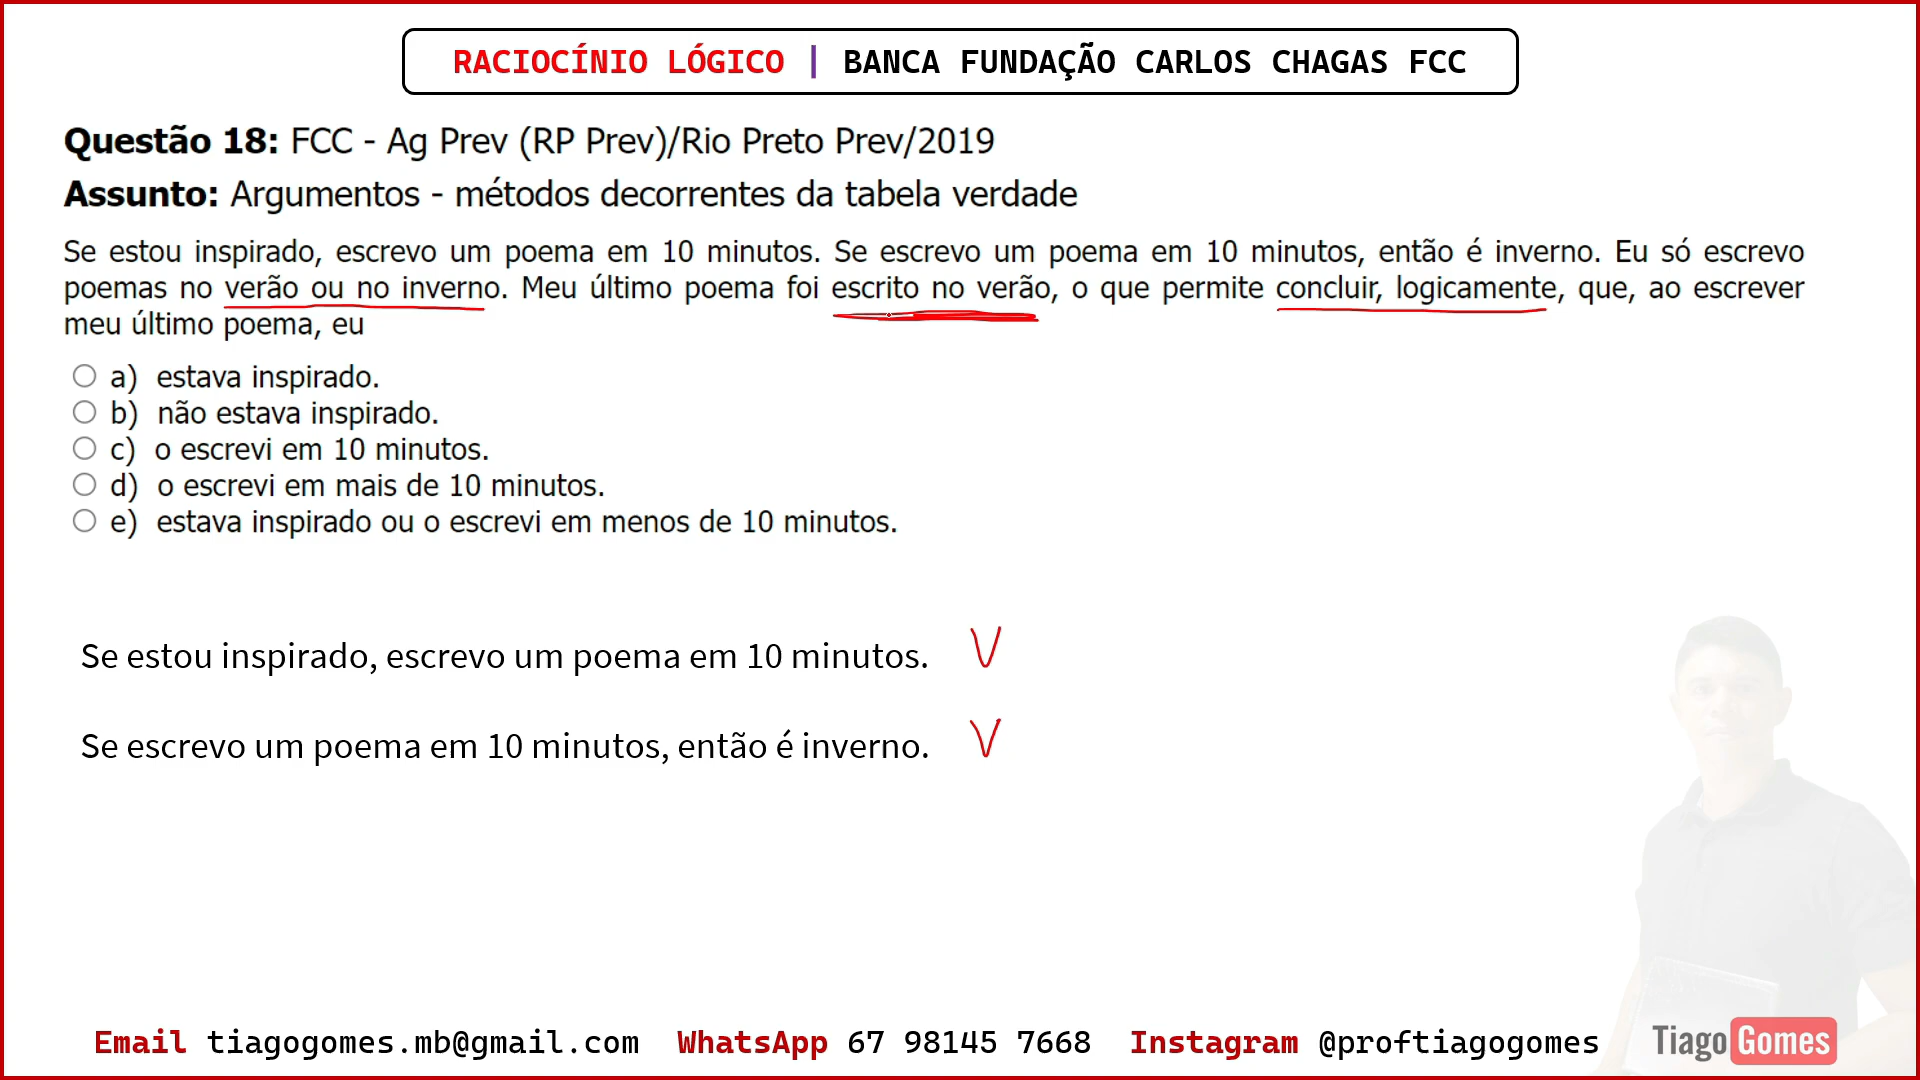 RACIOCÍNIO LÓGICO | BANCA FUNDAÇÃO CARLOS CHAGAS FCC
Questão 18: FCC - Ag Prev (RP Prev)/Rio Preto Prev/2019
Assunto: Argumentos - métodos decorrentes da tabela verdade
Se estou inspirado, escrevo um poema em 10 minutos. Se escrevo um poema em 10 minutos, então é inverno. Eu só escrevo
poemas no verão ou no inverno. Meu último poema foi escrito no verão, o que permite concluir, logicamente, que, ao escrever
meu último poema, eu
a) estava inspirado.
b) não estava inspirado.
c) o escrevi em 10 minutos.
d) o escrevi em mais de 10 minutos.
e) estava inspirado ou o escrevi em menos de 10 minutos.
Se estou inspirado, escrevo um poema em 10 minutos. V
Se escrevo um poema em 10 minutos, então é inverno. V
Email tiagogomes.mb@gmail.com WhatsApp 67 98145 7668 Instagram @proftiagogomes
Tiago Gomes